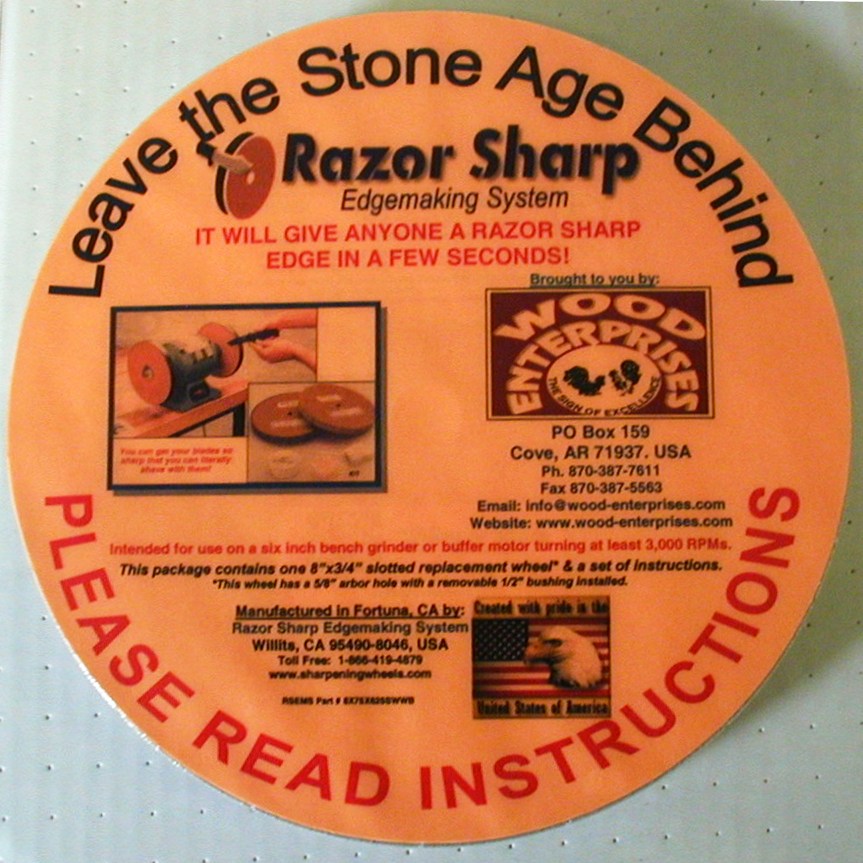 Leave the Stone Age Behind
Razor Sharp
Edgemaking System
IT WILL GIVE ANYONE A RAZOR SHARP
EDGE IN A FEW SECONDS!
Brought to you by:
WOOD
ENTERPRISES
THE SIGN OF EXCELLENCE
PO Box 159
Cove, AR 71937. USA
Ph. 870-387-7611
Fax 870-387-5563
Email: info@wood-enterprises.com
Website: www.wood-enterprises.com
You can get your blades so
sharp that you can literally
shave with them!
Intended for use on a six inch bench grinder or buffer motor turning at least 3,000 RPMs.
This package contains one 8"x3/4" slotted replacement wheel* & a set of instructions.
*This wheel has a 5/8" arbor hole with a removable 1/2" bushing installed.
Manufactured in Fortuna, CA by:
Razor Sharp Edgemaking System
Willits, CA 95490-8046, USA
Toll Free: 1-866-419-4879
www.sharpeningwheels.com
RSEMS Part #
Created with pride in the
United States of America
PLEASE READ INSTRUCTIONS